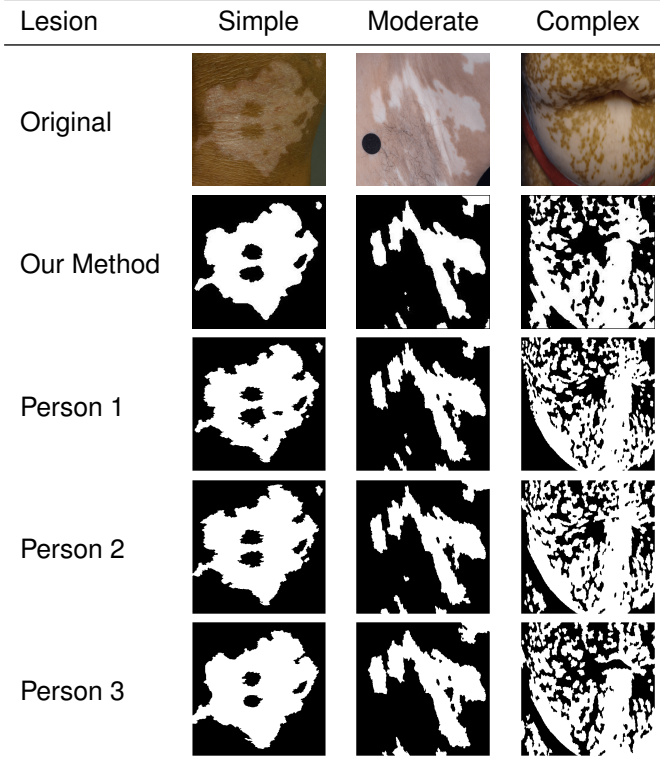 Lesion Simple Moderate Complex
Original
Our Method
Person 1
Person 2
Person 3